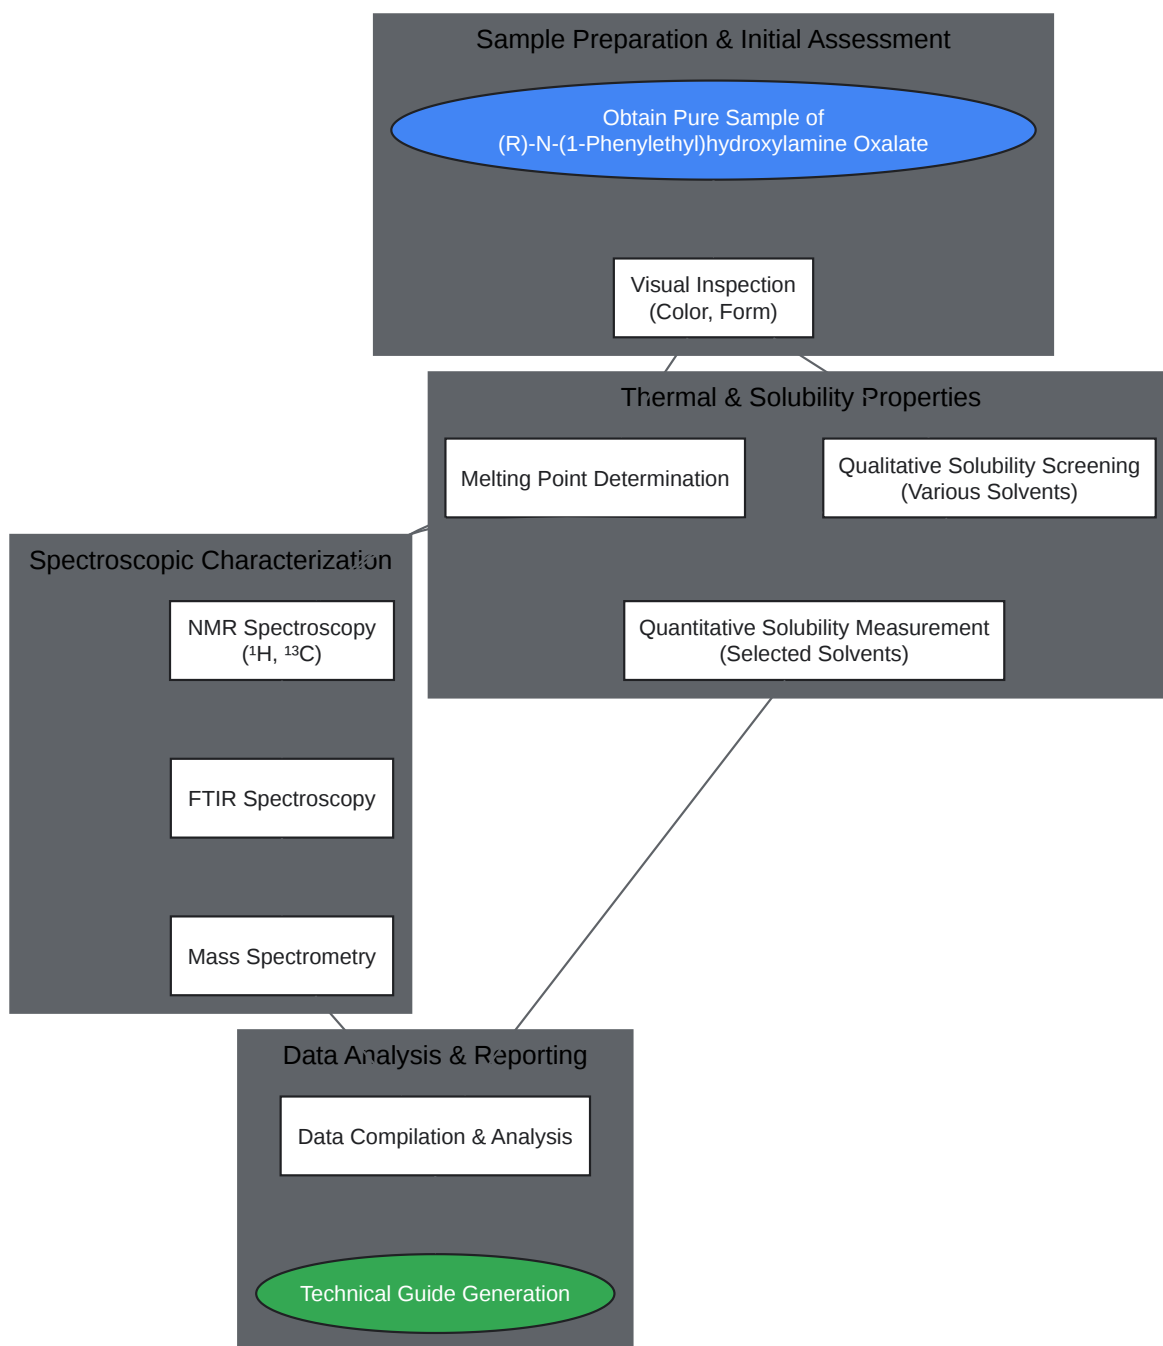 Sample Preparation & Initial Assessment
Obtain Pure Sample of
(R)-N-(1-Phenylethyl)hydroxylamine Oxalate
Visual Inspection
(Color, Form)
Thermal & Solubility Properties
Melting Point Determination
Qualitative Solubility Screening
(Various Solvents)
Quantitative Solubility Measurement
(Selected Solvents)
Spectroscopic Characterization
NMR Spectroscopy
(¹H, ¹³C)
FTIR Spectroscopy
Mass Spectrometry
Data Analysis & Reporting
Data Compilation & Analysis
Technical Guide Generation